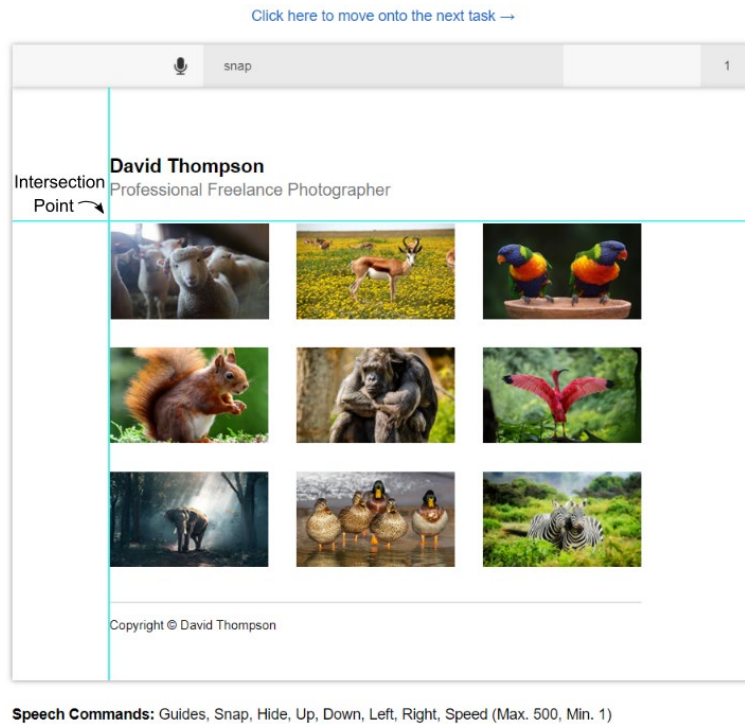 Click here to move onto the next task →
snap
1
David Thompson
Intersection
Point
Professional Freelance Photographer
Copyright © David Thompson
Speech Commands: Guides, Snap, Hide, Up, Down, Left, Right, Speed (Max. 500, Min. 1)